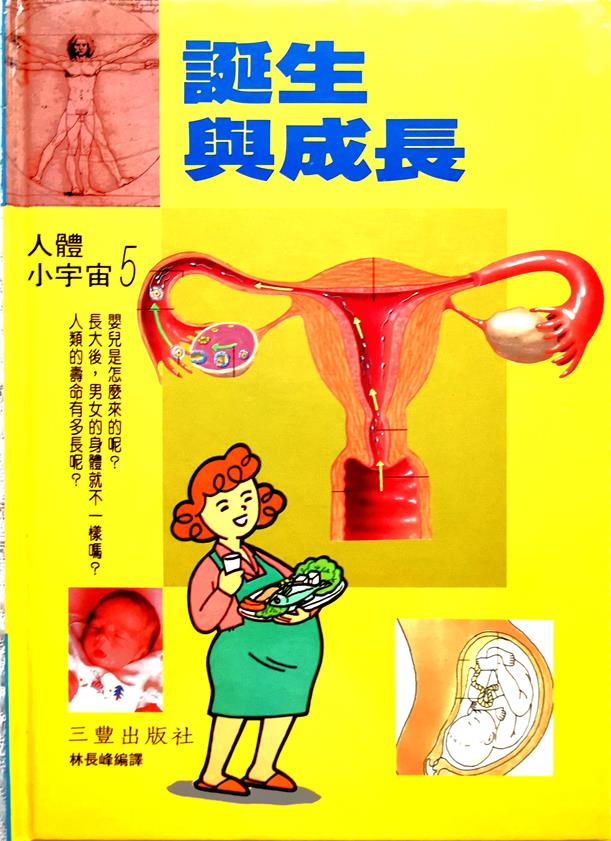 誕生
與成長
人體
小宇宙5
嬰兒是怎麼來的呢？
長大後，男女的身體就不一樣嗎？
人類的壽命有多長呢？
三豐出版社
林長峰編譯